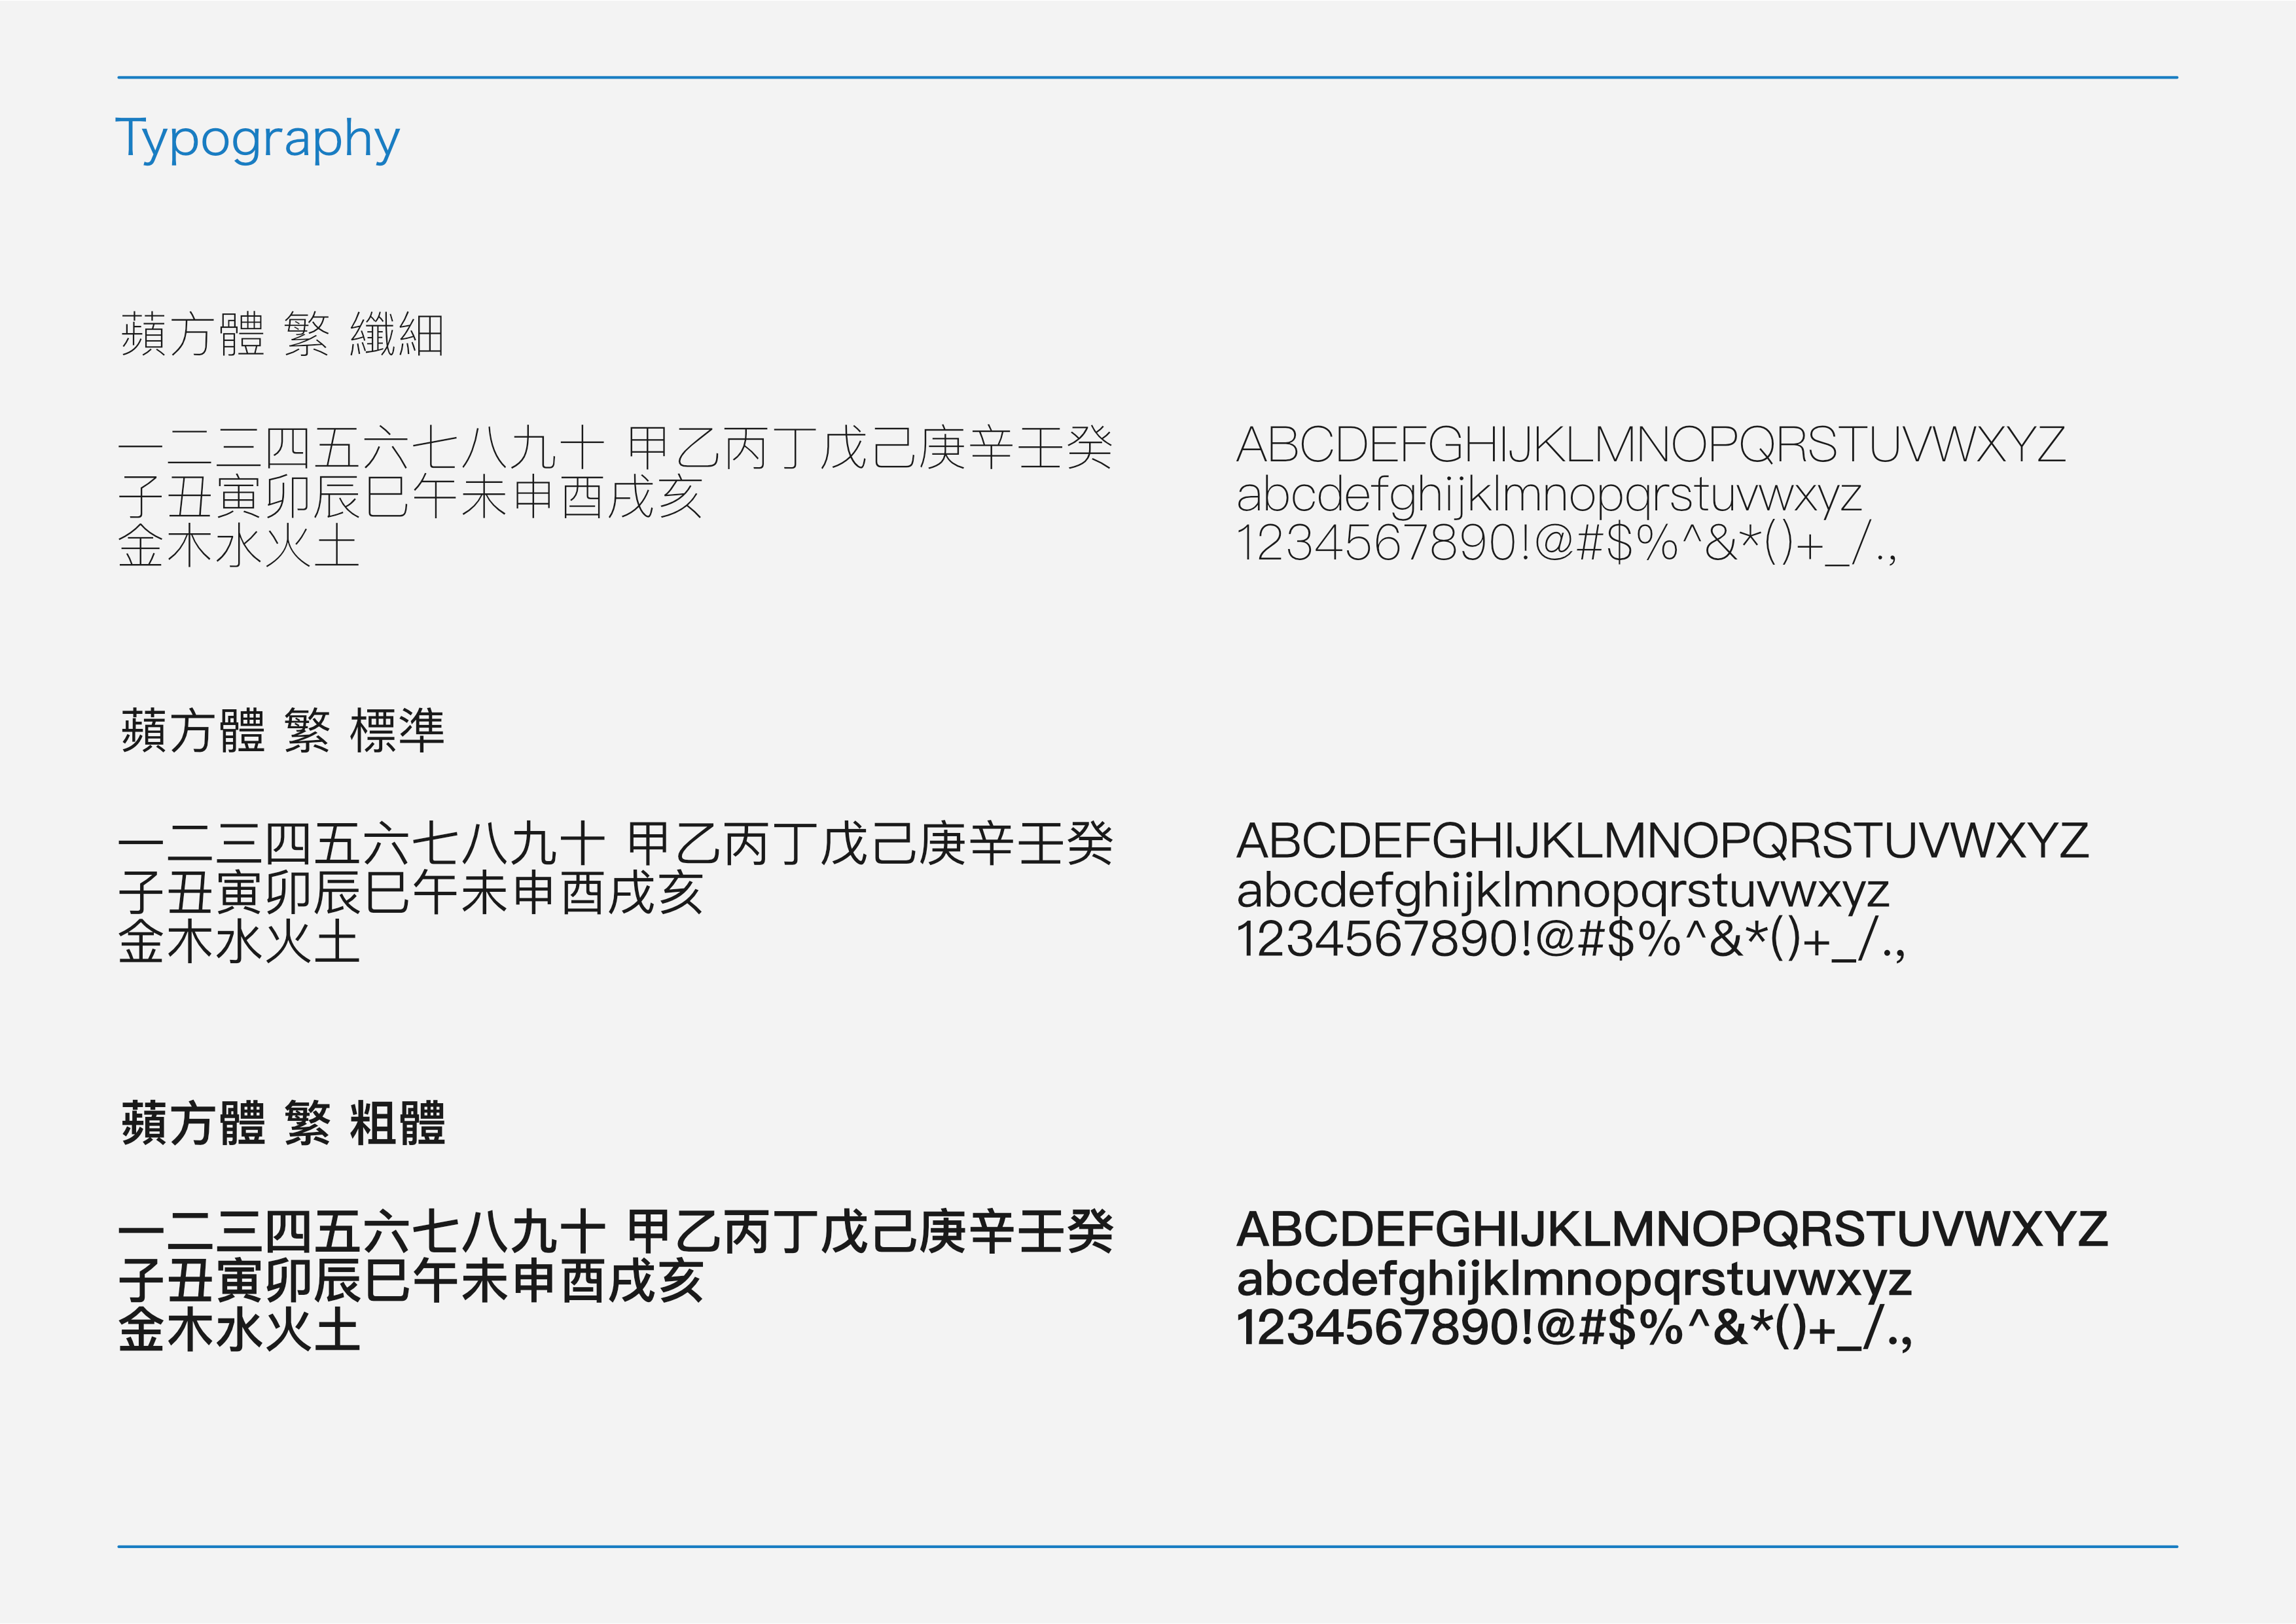 Typography
蘋方體 繁 纖細
一二三四五六七八九十 甲乙丙丁戊己庚辛壬癸
子丑寅卯辰巳午未申酉戌亥
金木水火土
ABCDEFGHIJKLMNOPQRSTUVWXYZ
abcdefghijklmnopqrstuvwxyz
1234567890!@#$%^&*()+_/.,
蘋方體 繁 標準
一二三四五六七八九十 甲乙丙丁戊己庚辛壬癸
子丑寅卯辰巳午未申酉戌亥
金木水火土
ABCDEFGHIJKLMNOPQRSTUVWXYZ
abcdefghijklmnopqrstuvwxyz
1234567890!@#$%^&*()+_/.,
蘋方體 繁 粗體
一二三四五六七八九十 甲乙丙丁戊己庚辛壬癸
子丑寅卯辰巳午未申酉戌亥
金木水火土
ABCDEFGHIJKLMNOPQRSTUVWXYZ
abcdefghijklmnopqrstuvwxyz
1234567890!@#$%^&*()+_/.,